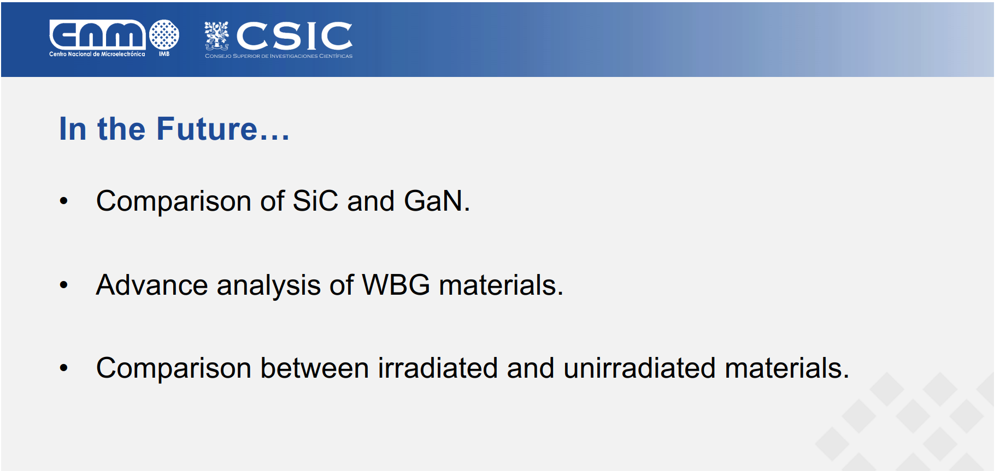 cnm
Centro Nacional de Microelectrónica
IMB
CSIC
CONSEJO SUPERIOR DE INVESTIGACIONES CIENTÍFICAS
In the Future…
• Comparison of SiC and GaN.
• Advance analysis of WBG materials.
• Comparison between irradiated and unirradiated materials.